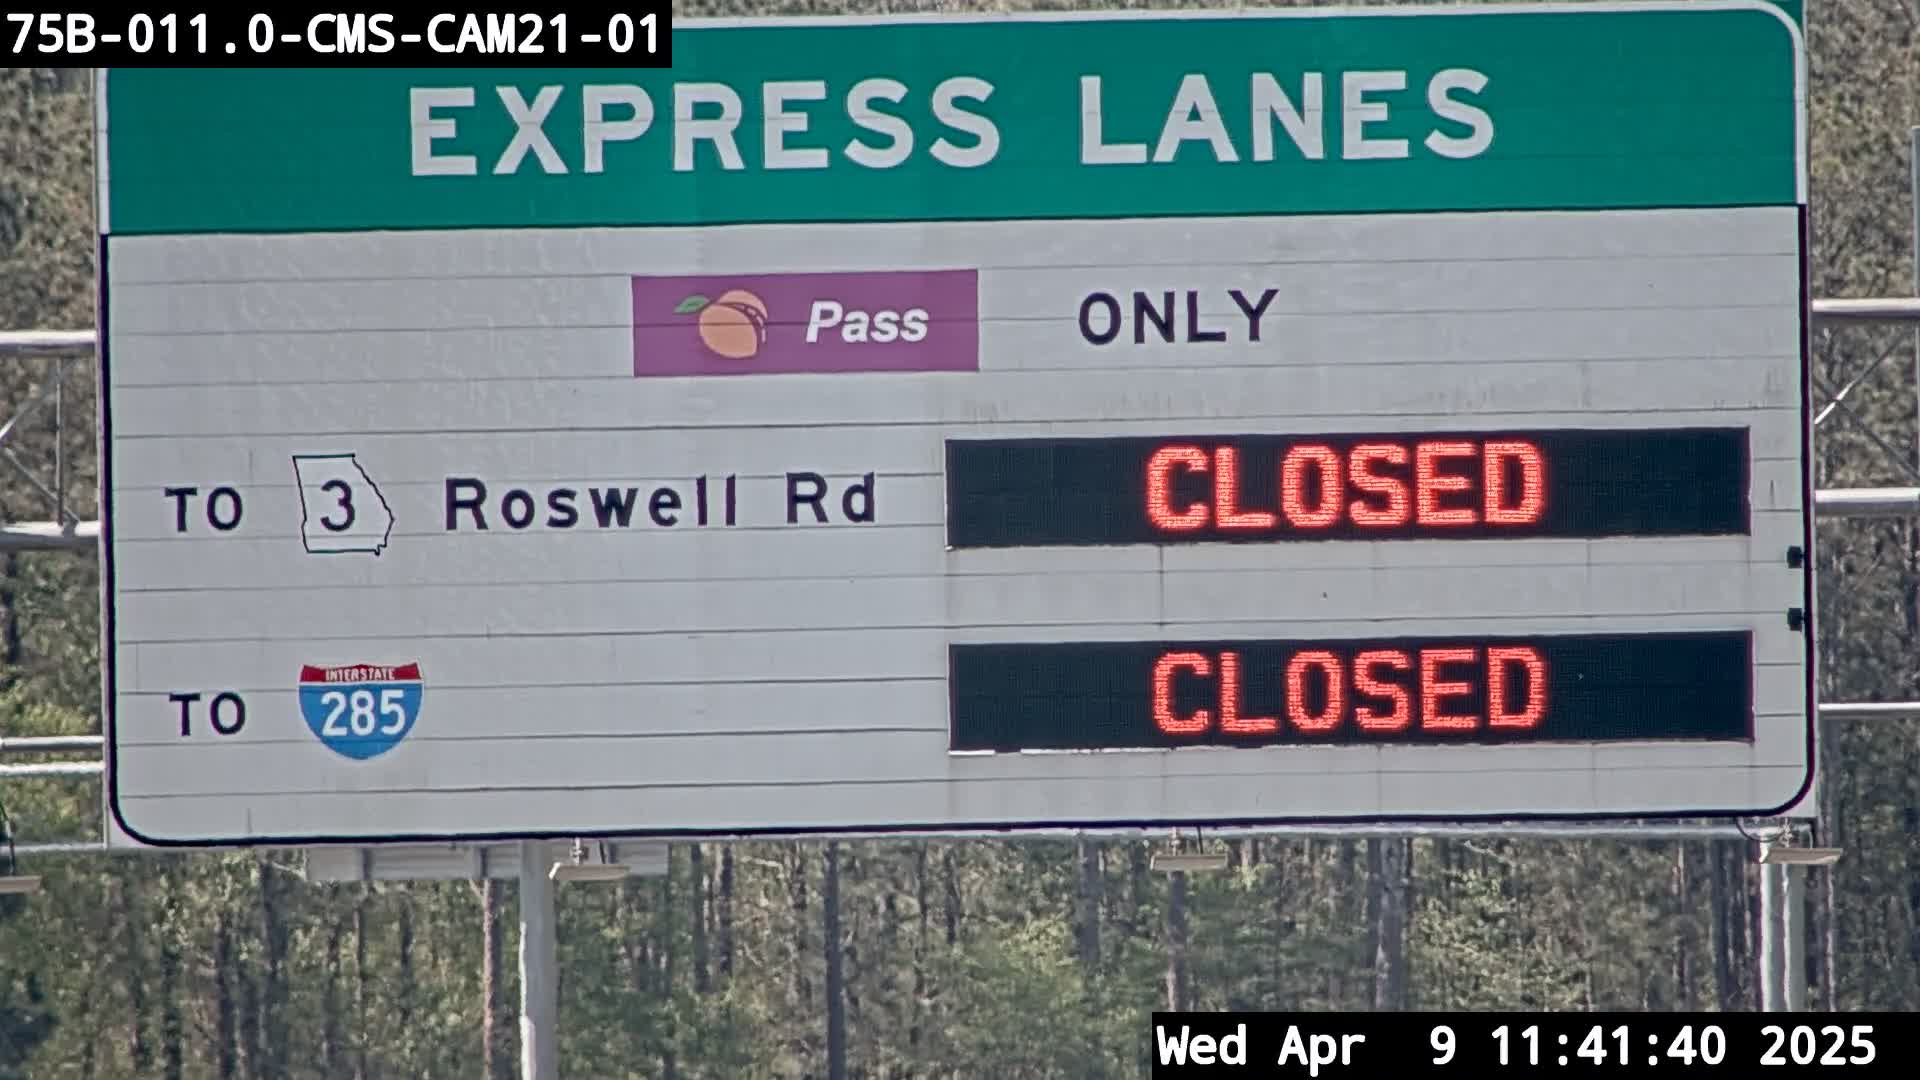 75B-011.0-CMS-CAM21-01
EXPRESS LANES
Pass ONLY
TO 3 Roswell Rd CLOSED
TO INTERSTATE 285 CLOSED
Wed Apr 9 11:41:40 2025